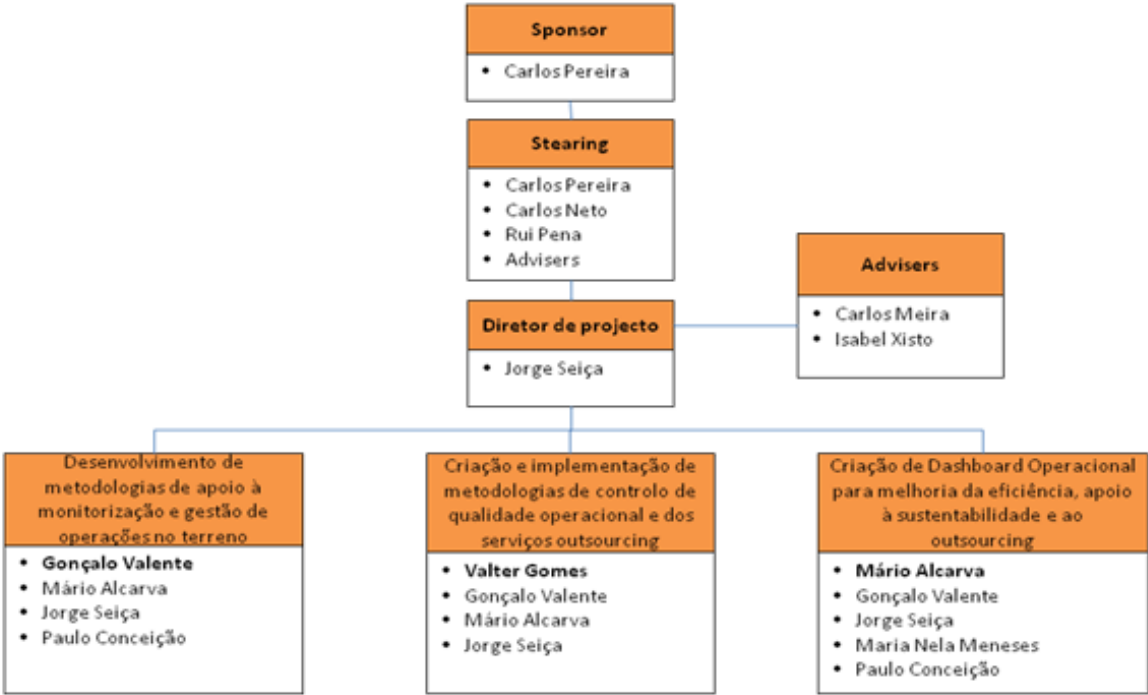 Sponsor
• Carlos Pereira
Stearing
• Carlos Pereira
• Carlos Neto
• Rui Pena
• Advisers
Advisers
• Carlos Meira
• Isabel Xisto
Diretor de projecto
• Jorge Seiça
Desenvolvimento de
metodologias de apoio à
monitorização e gestão de
operações no terreno
• Gonçalo Valente
• Mário Alcarva
• Jorge Seiça
• Paulo Conceição
Criação e implementação de
metodologias de controlo de
qualidade operacional e dos
serviços outsourcing
• Valter Gomes
• Gonçalo Valente
• Mário Alcarva
• Jorge Seiça
Criação de Dashboard Operacional
para melhoria da eficiência, apoio
à sustentabilidade e ao
outsourcing
• Mário Alcarva
• Gonçalo Valente
• Jorge Seiça
• Maria Nela Meneses
• Paulo Conceição